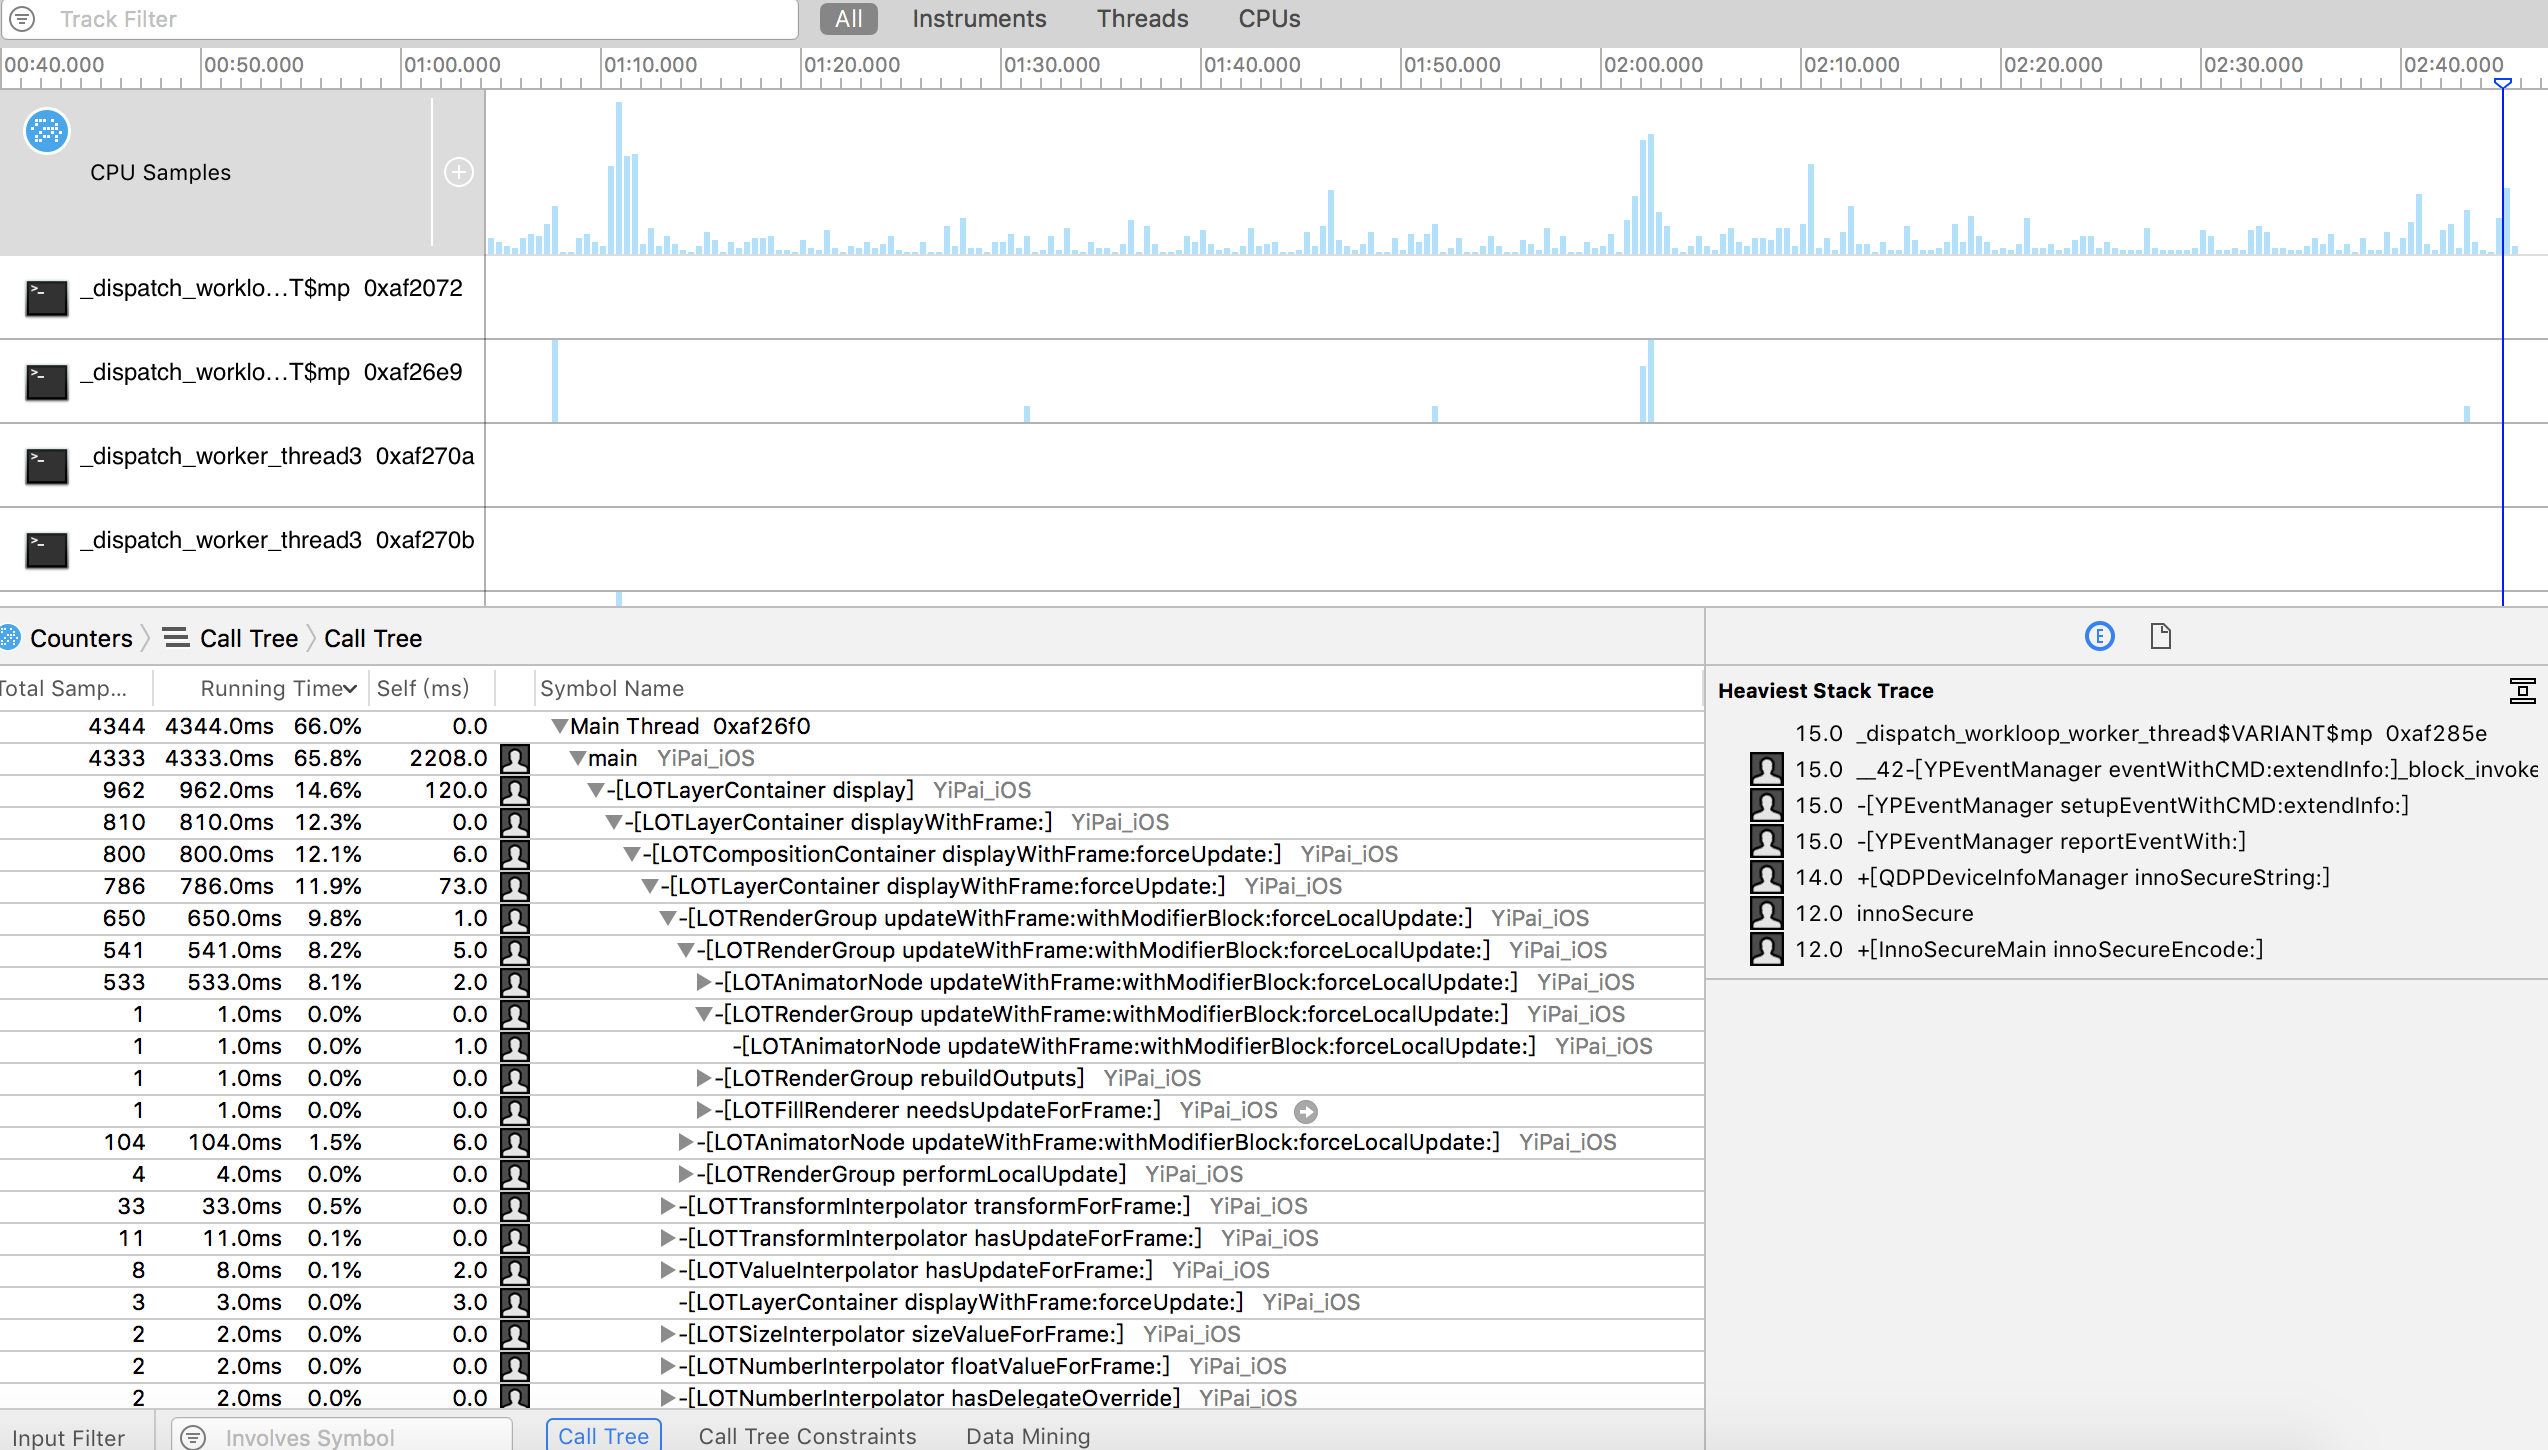 Track Filter All Instruments Threads CPUs
00:40.000 00:50.000 01:00.000 01:10.000 01:20.000 01:30.000 01:40.000 01:50.000 02:00.000 02:10.000 02:20.000 02:30.000 02:40.000
CPU Samples
_dispatch_worklo…T$mp 0xaf2072
_dispatch_worklo…T$mp 0xaf26e9
_dispatch_worker_thread3 0xaf270a
_dispatch_worker_thread3 0xaf270b
Counters Call Tree Call Tree
Total Samp... Running Time Self (ms) Symbol Name
4344 4344.0ms 66.0% 0.0 Main Thread 0xaf26f0
4333 4333.0ms 65.8% 2208.0 main YiPai_iOS
962 962.0ms 14.6% 120.0 -[LOTLayerContainer display] YiPai_iOS
810 810.0ms 12.3% 0.0 -[LOTLayerContainer displayWithFrame:] YiPai_iOS
800 800.0ms 12.1% 6.0 -[LOTCompositionContainer displayWithFrame:forceUpdate:] YiPai_iOS
786 786.0ms 11.9% 73.0 -[LOTLayerContainer displayWithFrame:forceUpdate:] YiPai_iOS
650 650.0ms 9.8% 1.0 -[LOTRenderGroup updateWithFrame:withModifierBlock:forceLocalUpdate:] YiPai_iOS
541 541.0ms 8.2% 5.0 -[LOTRenderGroup updateWithFrame:withModifierBlock:forceLocalUpdate:] YiPai_iOS
533 533.0ms 8.1% 2.0 -[LOTAnimatorNode updateWithFrame:withModifierBlock:forceLocalUpdate:] YiPai_iOS
1 1.0ms 0.0% 0.0 -[LOTRenderGroup updateWithFrame:withModifierBlock:forceLocalUpdate:] YiPai_iOS
1 1.0ms 0.0% 1.0 -[LOTAnimatorNode updateWithFrame:withModifierBlock:forceLocalUpdate:] YiPai_iOS
1 1.0ms 0.0% 0.0 -[LOTRenderGroup rebuildOutputs] YiPai_iOS
1 1.0ms 0.0% 0.0 -[LOTFillRenderer needsUpdateForFrame:] YiPai_iOS
104 104.0ms 1.5% 6.0 -[LOTAnimatorNode updateWithFrame:withModifierBlock:forceLocalUpdate:] YiPai_iOS
4 4.0ms 0.0% 0.0 -[LOTRenderGroup performLocalUpdate] YiPai_iOS
33 33.0ms 0.5% 0.0 -[LOTTransformInterpolator transformForFrame:] YiPai_iOS
11 11.0ms 0.1% 0.0 -[LOTTransformInterpolator hasUpdateForFrame:] YiPai_iOS
8 8.0ms 0.1% 2.0 -[LOTValueInterpolator hasUpdateForFrame:] YiPai_iOS
3 3.0ms 0.0% 3.0 -[LOTLayerContainer displayWithFrame:forceUpdate:] YiPai_iOS
2 2.0ms 0.0% 0.0 -[LOTSizeInterpolator sizeValueForFrame:] YiPai_iOS
2 2.0ms 0.0% 0.0 -[LOTNumberInterpolator floatValueForFrame:] YiPai_iOS
2 2.0ms 0.0% 0.0 -[LOTNumberInterpolator hasDelegateOverride] YiPai_iOS
Input Filter Involves Symbol Call Tree Call Tree Constraints Data Mining
E
Heaviest Stack Trace
15.0 _dispatch_workloop_worker_thread$VARIANT$mp 0xaf285e
15.0 __42-[YPEventManager eventWithCMD:extendInfo:]_block_invoke
15.0 -[YPEventManager setupEventWithCMD:extendInfo:]
15.0 -[YPEventManager reportEventWith:]
14.0 +[QDPDeviceInfoManager innoSecureString:]
12.0 innoSecure
12.0 +[InnoSecureMain innoSecureEncode:]